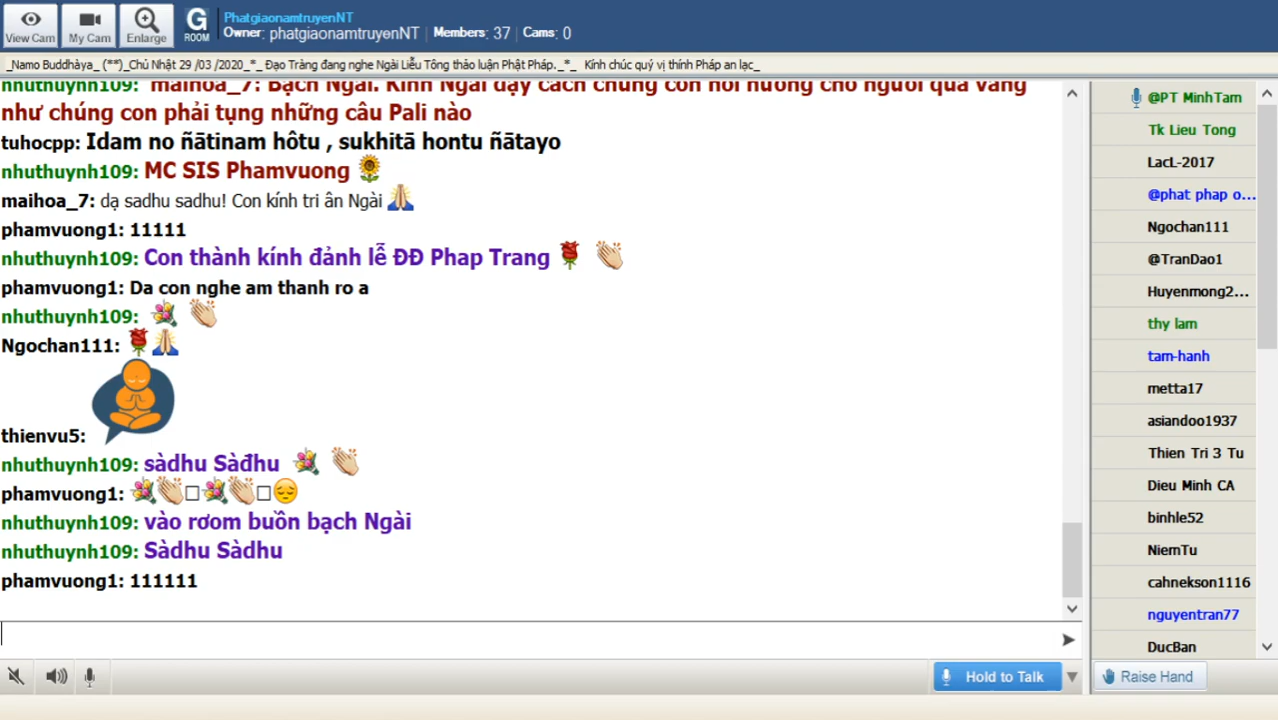 View Cam
My Cam
Enlarge
G
ROOM
PhatgiaonamtruyenNT
Owner: phatgiaonamtruyenNT | Members: 37 | Cams: 0
_Namo Buddhàya_ (**)_Chủ Nhật 29 /03 /2020_*_ Đạo Tràng đang nghe Ngài Liễu Tông thảo luận Phật Pháp._*_ Kính chúc quý vị thính Pháp an lạc_
nhuthuynh109: maihoa_7: Bạch Ngài. Kính Ngài dạy cách chúng con hồi hướng cho người quá vãng
như chúng con phải tụng những câu Pali nào
tuhocpp: Idam no ñātinam hôtu , sukhitā hontu ñātayo
nhuthuynh109: MC SIS Phamvuong 🌻
maihoa_7: dạ sadhu sadhu! Con kính tri ân Ngài 🙏
phamvuong1: 11111
nhuthuynh109: Con thành kính đảnh lễ ĐĐ Phap Trang 🌹 👏
phamvuong1: Da con nghe am thanh ro a
nhuthuynh109: 💐 👏
Ngochan111: 🌹🙏
thienvu5:
nhuthuynh109: sàdhu Sàđhu 💐 👏
phamvuong1: 💐👏□💐👏□😔
nhuthuynh109: vào rơom buồn bạch Ngài
nhuthuynh109: Sàdhu Sàdhu
phamvuong1: 111111
Hold to Talk
@PT MinhTam
Tk Lieu Tong
LacL-2017
@phat phap o...
Ngochan111
@TranDao1
Huyenmong2...
thy lam
tam-hanh
metta17
asiandoo1937
Thien Tri 3 Tu
Dieu Minh CA
binhle52
NiemTu
cahnekson1116
nguyentran77
DucBan
Raise Hand